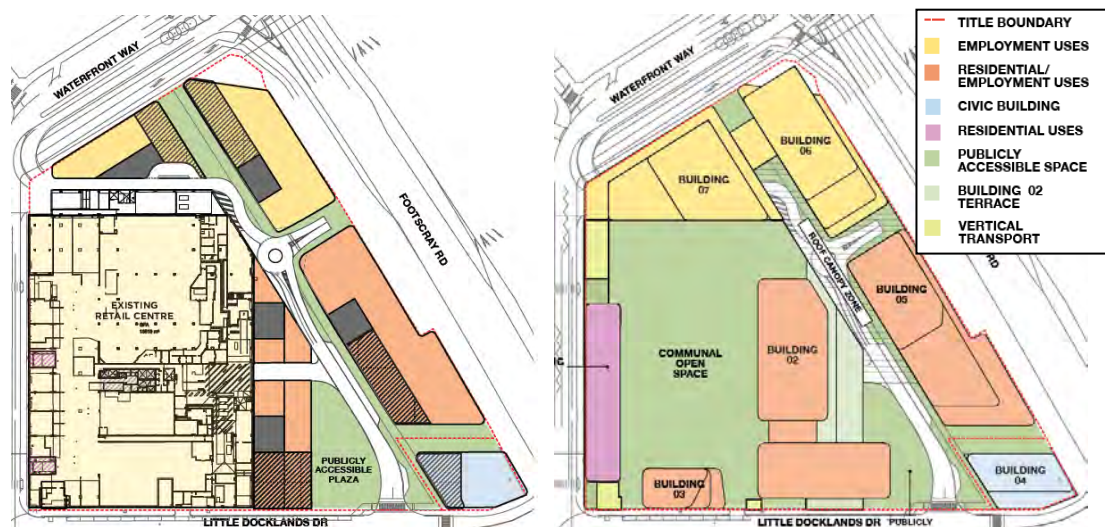 WATERFRONT WAY
FOOTSCRAY RD
EXISTING
RETAIL CENTRE
PUBLICLY
ACCESSIBLE
PLAZA
LITTLE DOCKLANDS DR
WATERFRONT WAY
BUILDING
06
BUILDING
07
ROOF CANOPY ZONE
RD
BUILDING
05
BUILDING
02
COMMUNAL
OPEN
SPACE
BUILDING
03
BUILDING
04
LITTLE DOCKLANDS DR
PUBLICLY
TITLE BOUNDARY
EMPLOYMENT USES
RESIDENTIAL/
EMPLOYMENT USES
CIVIC BUILDING
RESIDENTIAL USES
PUBLICLY
ACCESSIBLE SPACE
BUILDING 02
TERRACE
VERTICAL
TRANSPORT